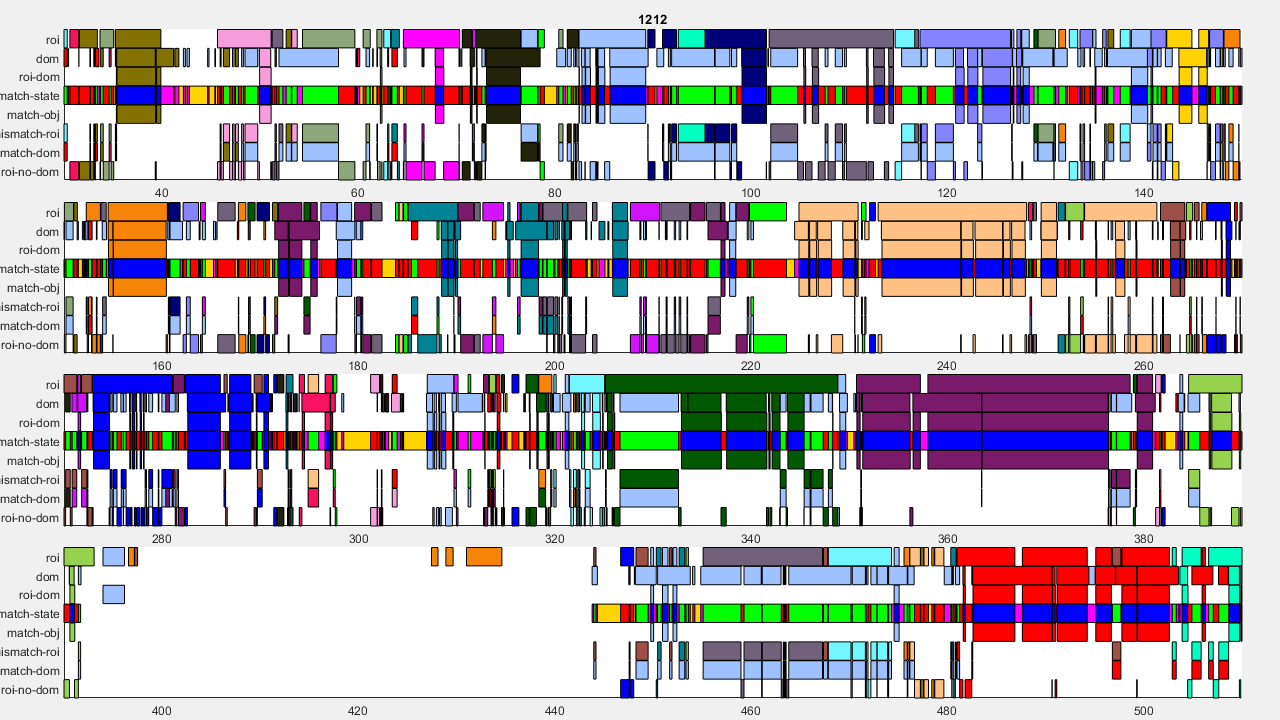 1212
roi
dom
roi-dom
match-state
match-obj
mismatch-roi
match-dom
roi-no-dom
40 60 80 100 120 140
roi
dom
roi-dom
match-state
match-obj
mismatch-roi
match-dom
roi-no-dom
160 180 200 220 240 260
roi
dom
roi-dom
match-state
match-obj
mismatch-roi
match-dom
roi-no-dom
280 300 320 340 360 380
roi
dom
roi-dom
match-state
match-obj
mismatch-roi
match-dom
roi-no-dom
400 420 440 460 480 500